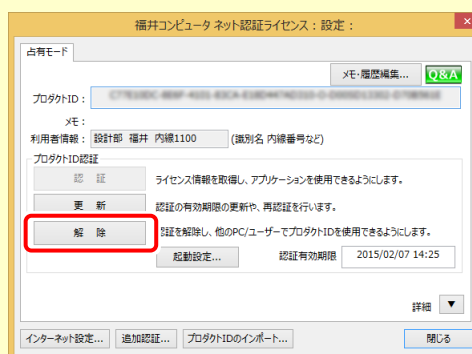 福井コンピュータ ネット認証ライセンス：設定：
×
占有モード
メモ・履歴編集... Q&A
プロダクトID：
メモ：
利用者情報： 設計部 福井 内線1100 (識別名 内線番号など)
プロダクトID認証
認 証 ライセンス情報を取得し、アプリケーションを使用できるようにします。
更 新 認証の有効期限の更新や、再認証を行います。
解 除 認証を解除し、他のPC/ユーザーでプロダクトIDを使用できるようにします。
起動設定... 認証有効期限 2015/02/07 14:25
詳細 ▼
インターネット設定... 追加認証... プロダクトIDのインポート... 閉じる